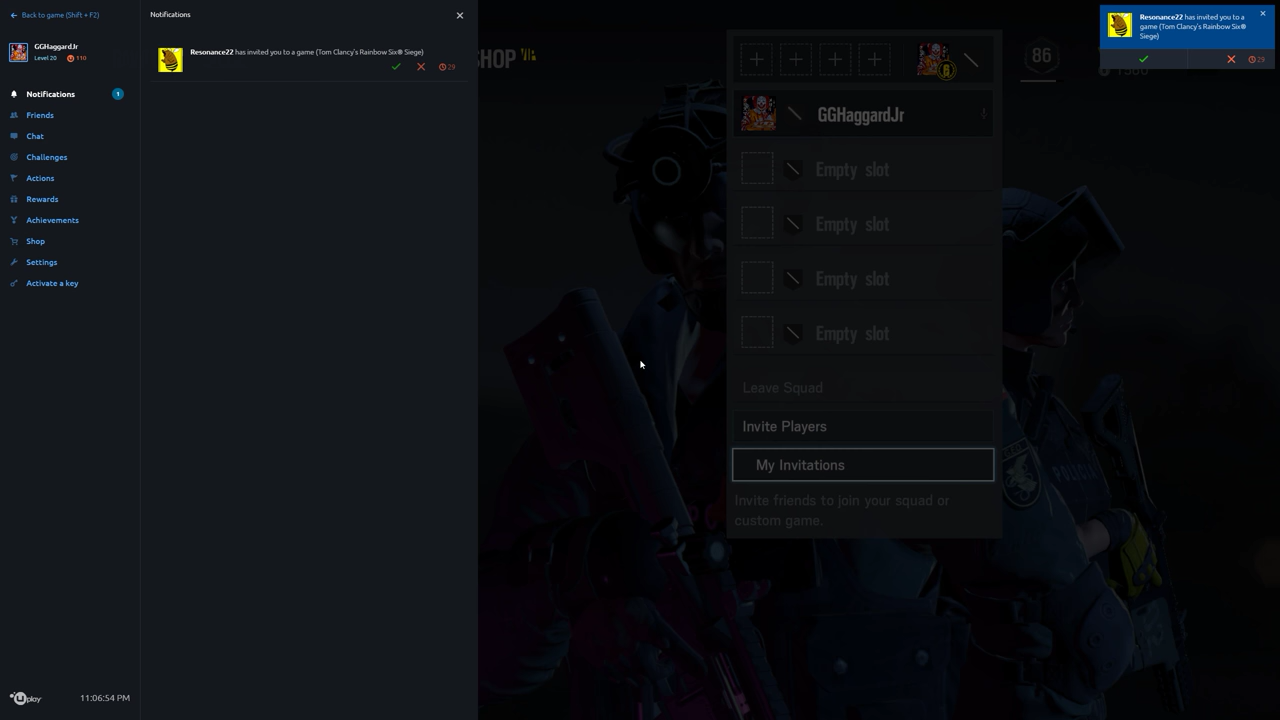 Back to game (Shift + F2)
GGHaggardJr
Level 20
110
Notifications
1
Friends
Chat
Challenges
Actions
Rewards
Achievements
Shop
Settings
Activate a key
uplay
11:06:54 PM
Notifications
Resonance22 has invited you to a game (Tom Clancy's Rainbow Six® Siege)
29
SHOP
GGHaggardJr
Empty slot
Empty slot
Empty slot
Empty slot
Leave Squad
Invite Players
My Invitations
Invite friends to join your squad or
custom game.
86
Resonance22 has invited you to a
game (Tom Clancy's Rainbow Six®
Siege)
29
POLICIA